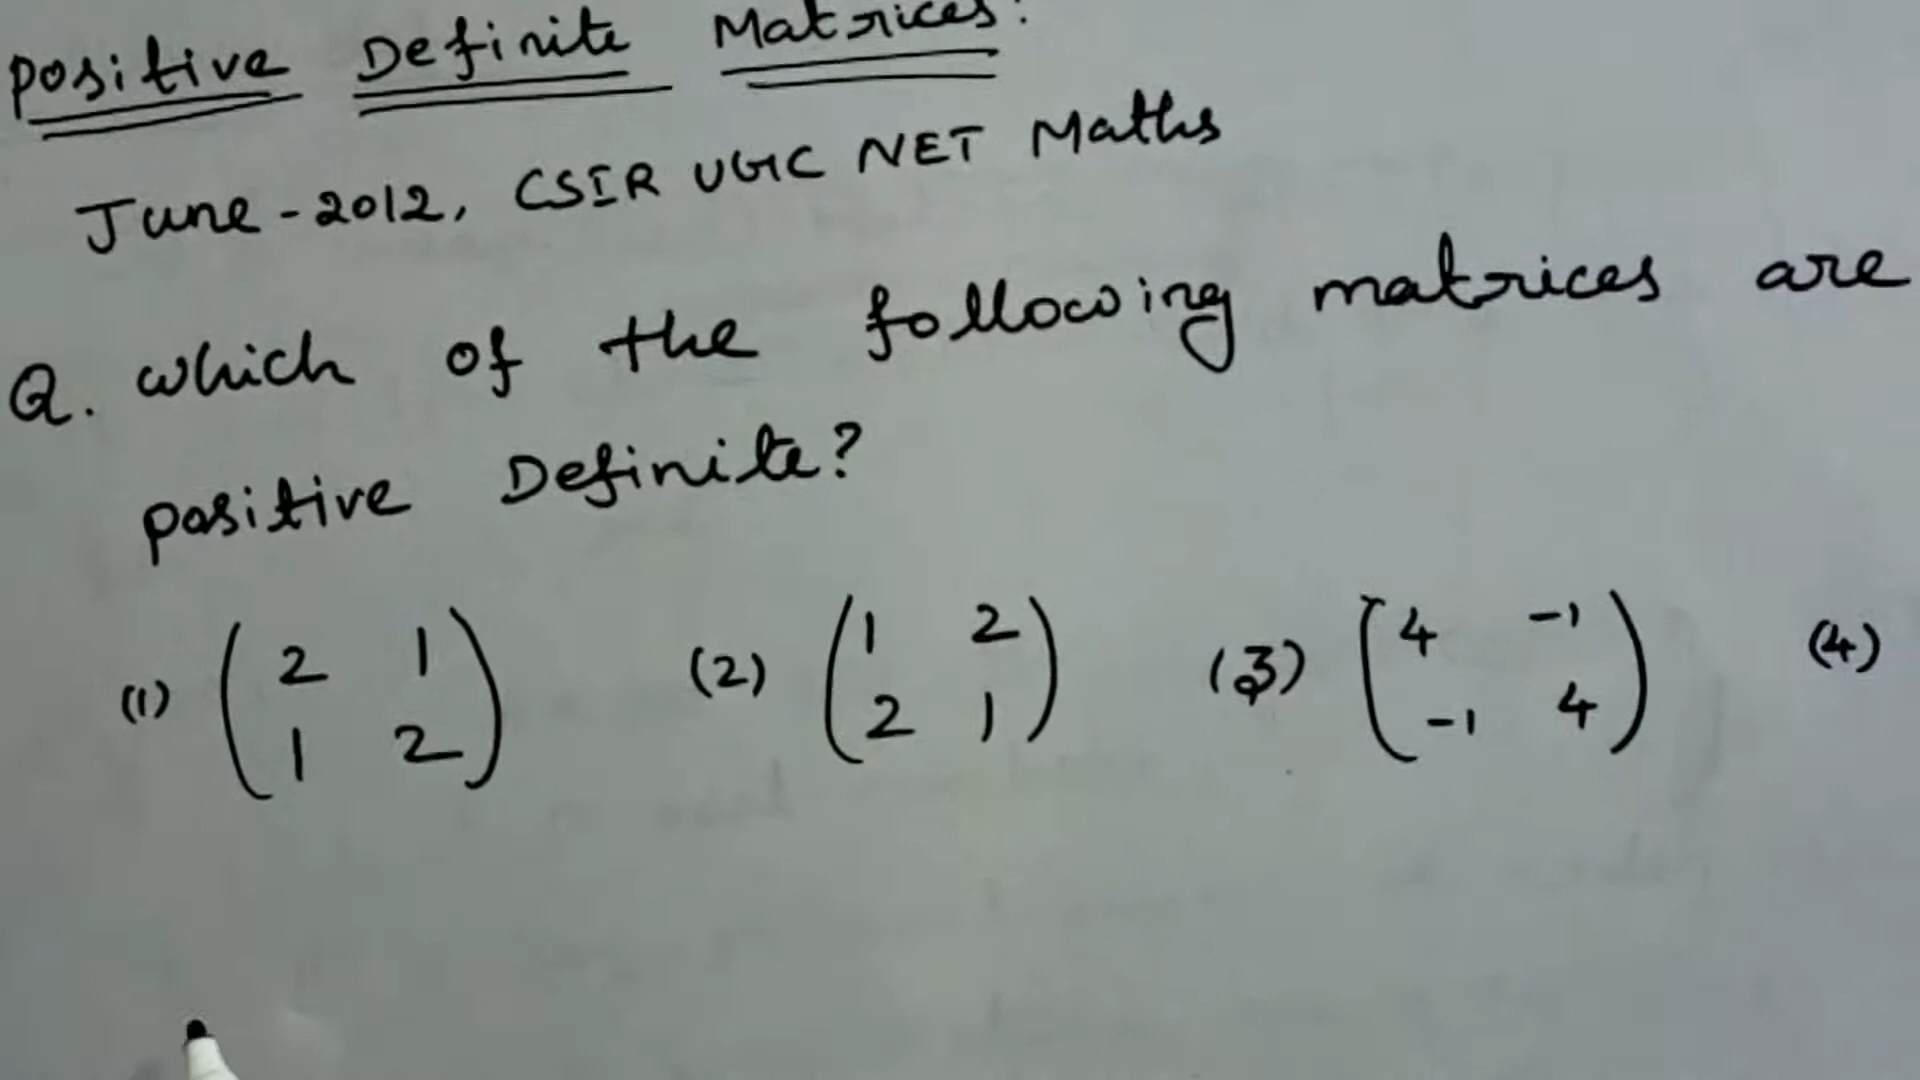 Positive Definite Matrices:
June-2012, CSIR UGC NET Maths
Q. which of the following matrices are
positive Definite?
(1) (2 1 (2) (1 2 (3) (4 -1 (4)
1 2) 2 1) -1 4)